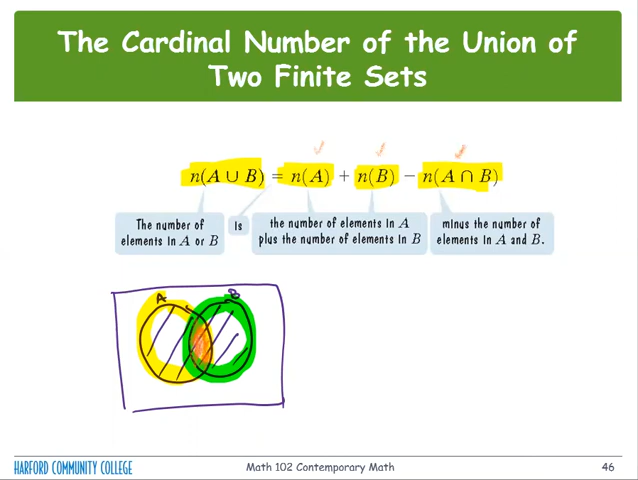 The Cardinal Number of the Union of
Two Finite Sets
n(A ∪ B) = n(A) + n(B) − n(A ∩ B)
The number of
elements in A or B
is
the number of elements in A
plus the number of elements in B
minus the number of
elements in A and B.
A B
HARFORD COMMUNITY COLLEGE
Math 102 Contemporary Math
46